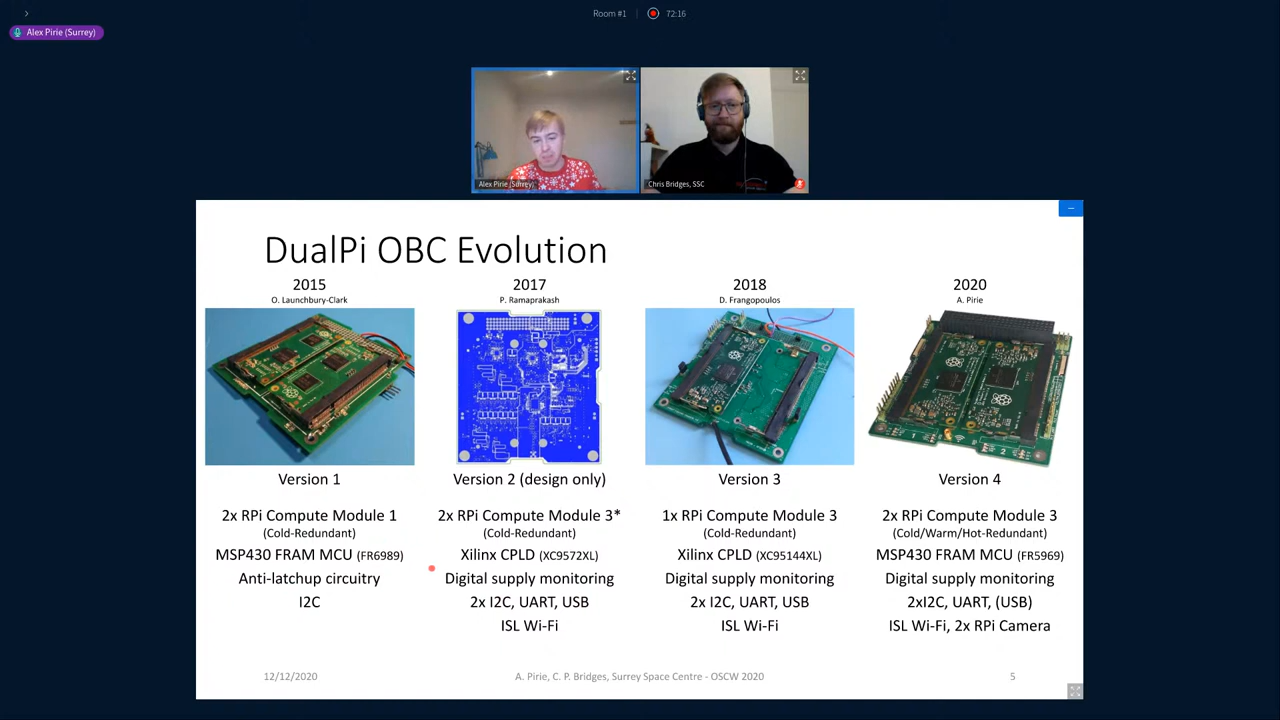 Room #1
72:16
Alex Pirie (Surrey)
Alex Pirie (Surrey)
Chris Bridges, SSC
DualPi OBC Evolution
2015
O. Launchbury-Clark
2017
P. Ramaprakash
2018
D. Frangopoulos
2020
A. Pirie
Version 1
2x RPi Compute Module 1
(Cold-Redundant)
MSP430 FRAM MCU (FR6989)
Anti-latchup circuitry
I2C
Version 2 (design only)
2x RPi Compute Module 3*
(Cold-Redundant)
Xilinx CPLD (XC9572XL)
Digital supply monitoring
2x I2C, UART, USB
ISL Wi-Fi
Version 3
1x RPi Compute Module 3
(Cold-Redundant)
Xilinx CPLD (XC95144XL)
Digital supply monitoring
2x I2C, UART, USB
ISL Wi-Fi
Version 4
2x RPi Compute Module 3
(Cold/Warm/Hot-Redundant)
MSP430 FRAM MCU (FR5969)
Digital supply monitoring
2xI2C, UART, (USB)
ISL Wi-Fi, 2x RPi Camera
12/12/2020
A. Pirie, C. P. Bridges, Surrey Space Centre - OSCW 2020
5